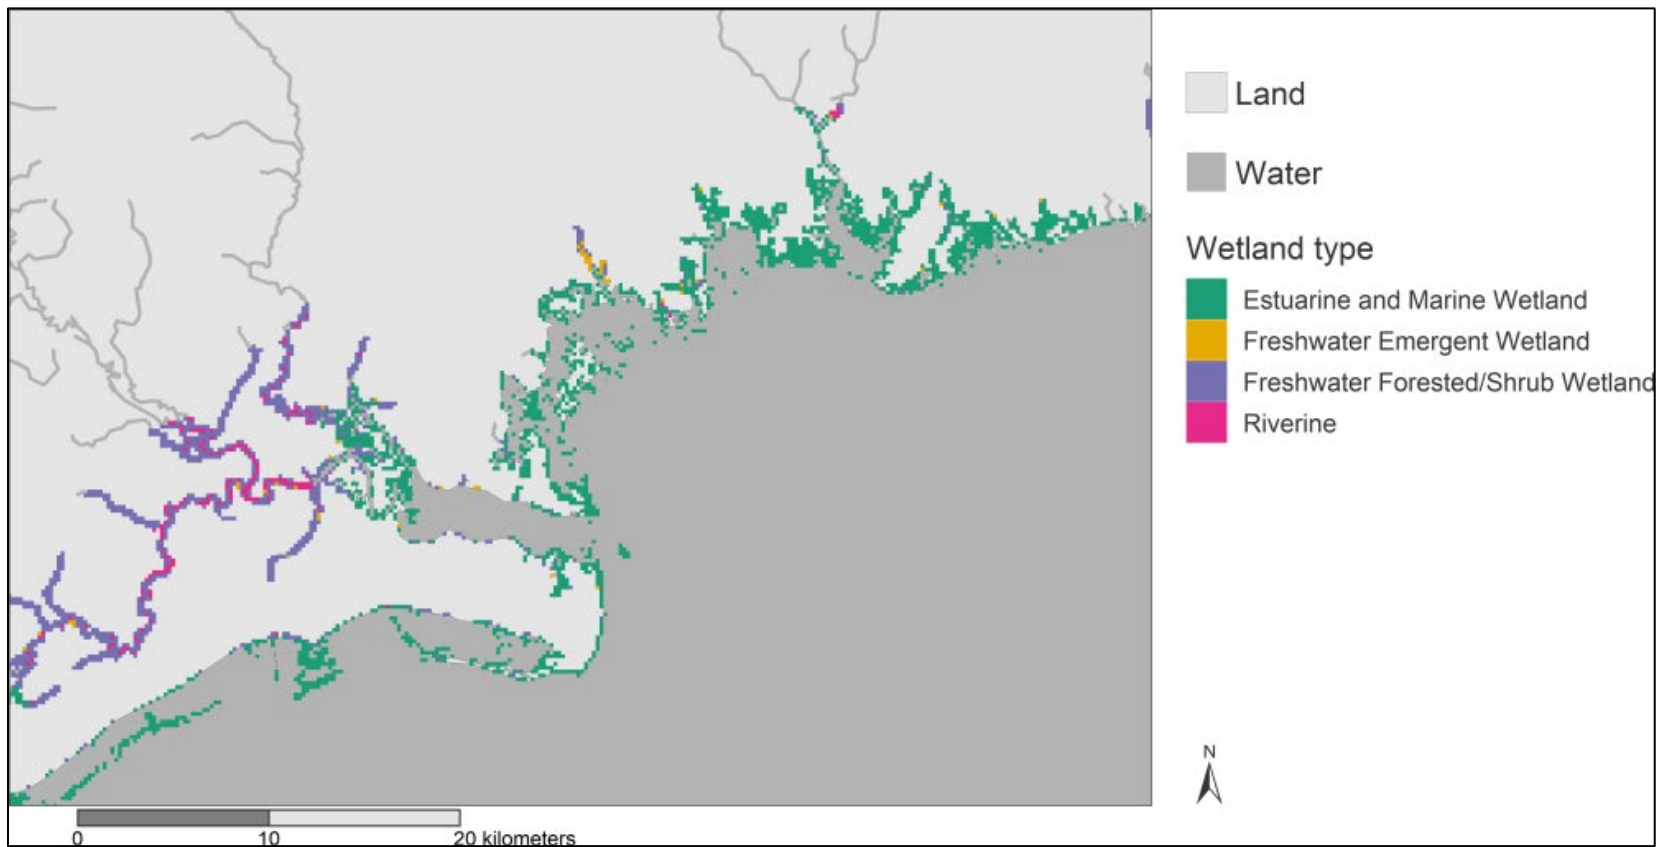 Land
Water
Wetland type
Estuarine and Marine Wetland
Freshwater Emergent Wetland
Freshwater Forested/Shrub Wetland
Riverine
N
0 10 20 kilometers